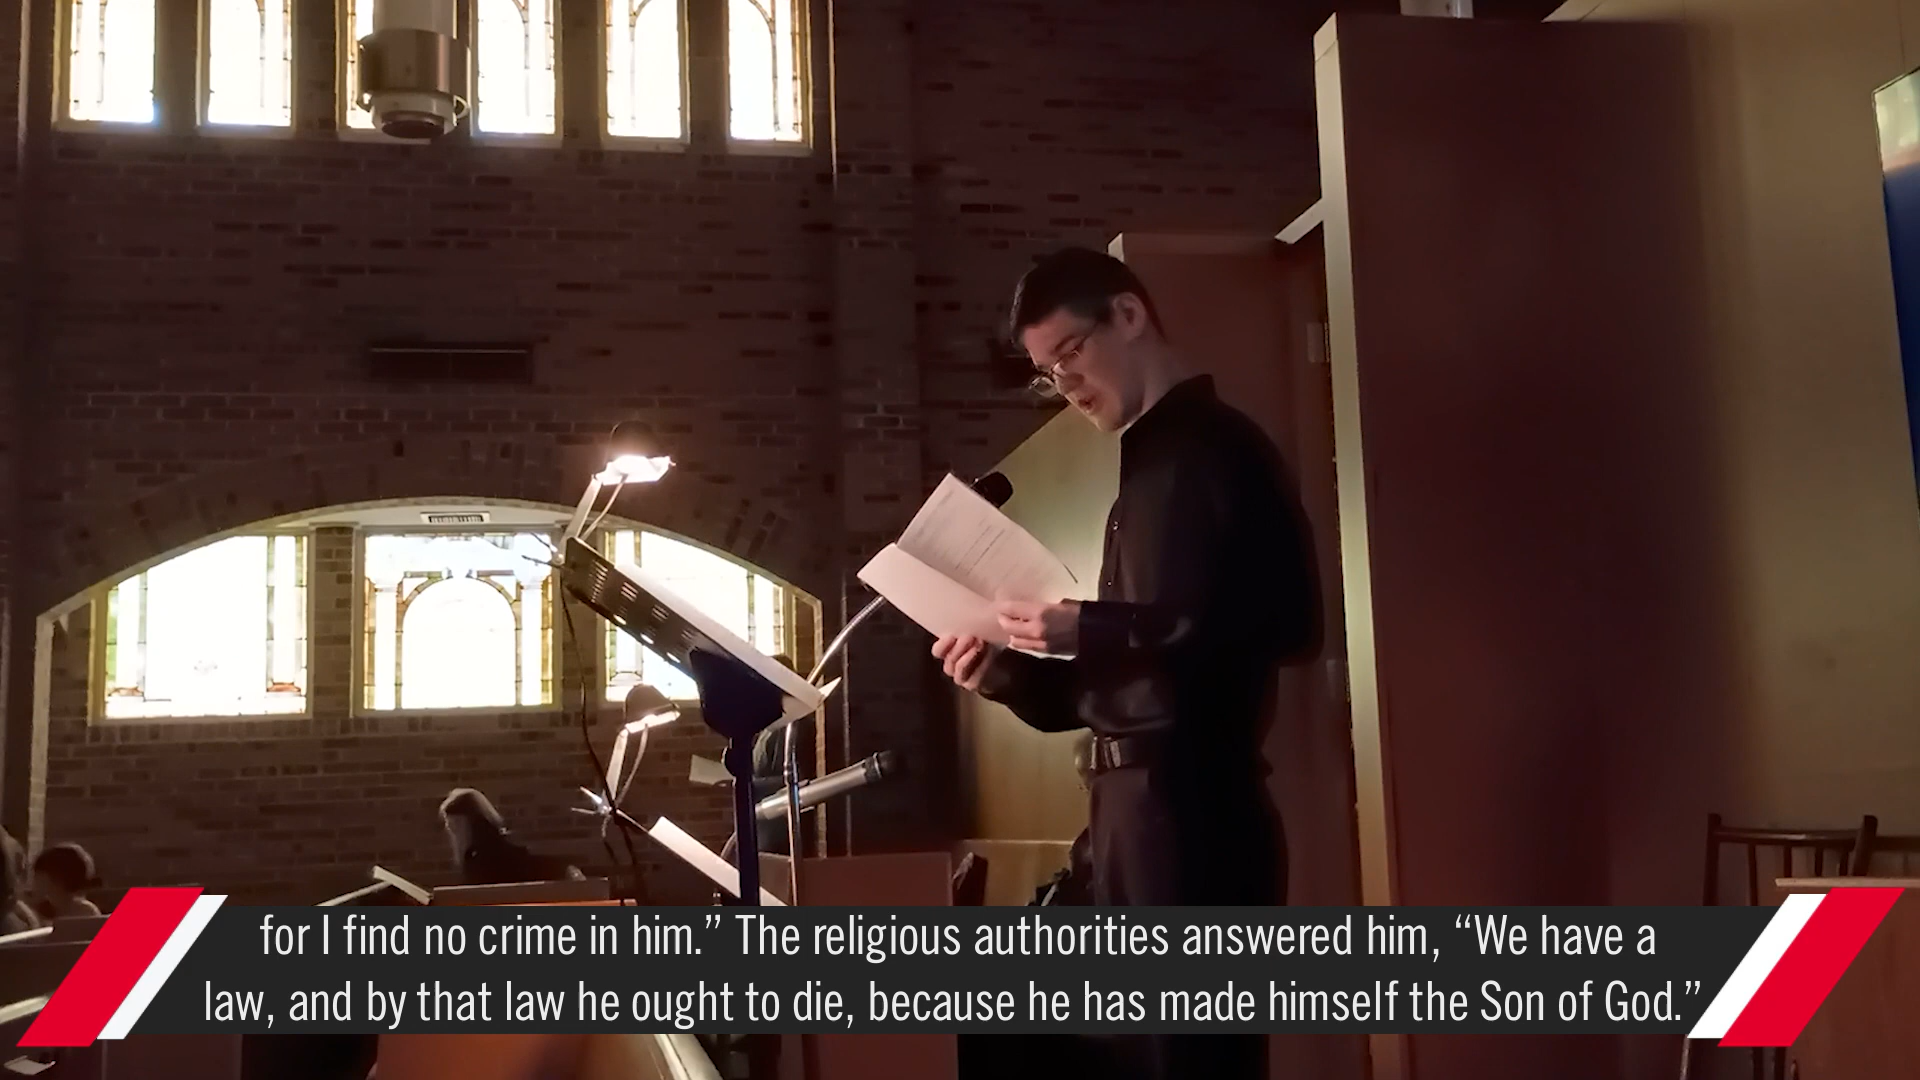 for I find no crime in him.” The religious authorities answered him, “We have a
law, and by that law he ought to die, because he has made himself the Son of God.”